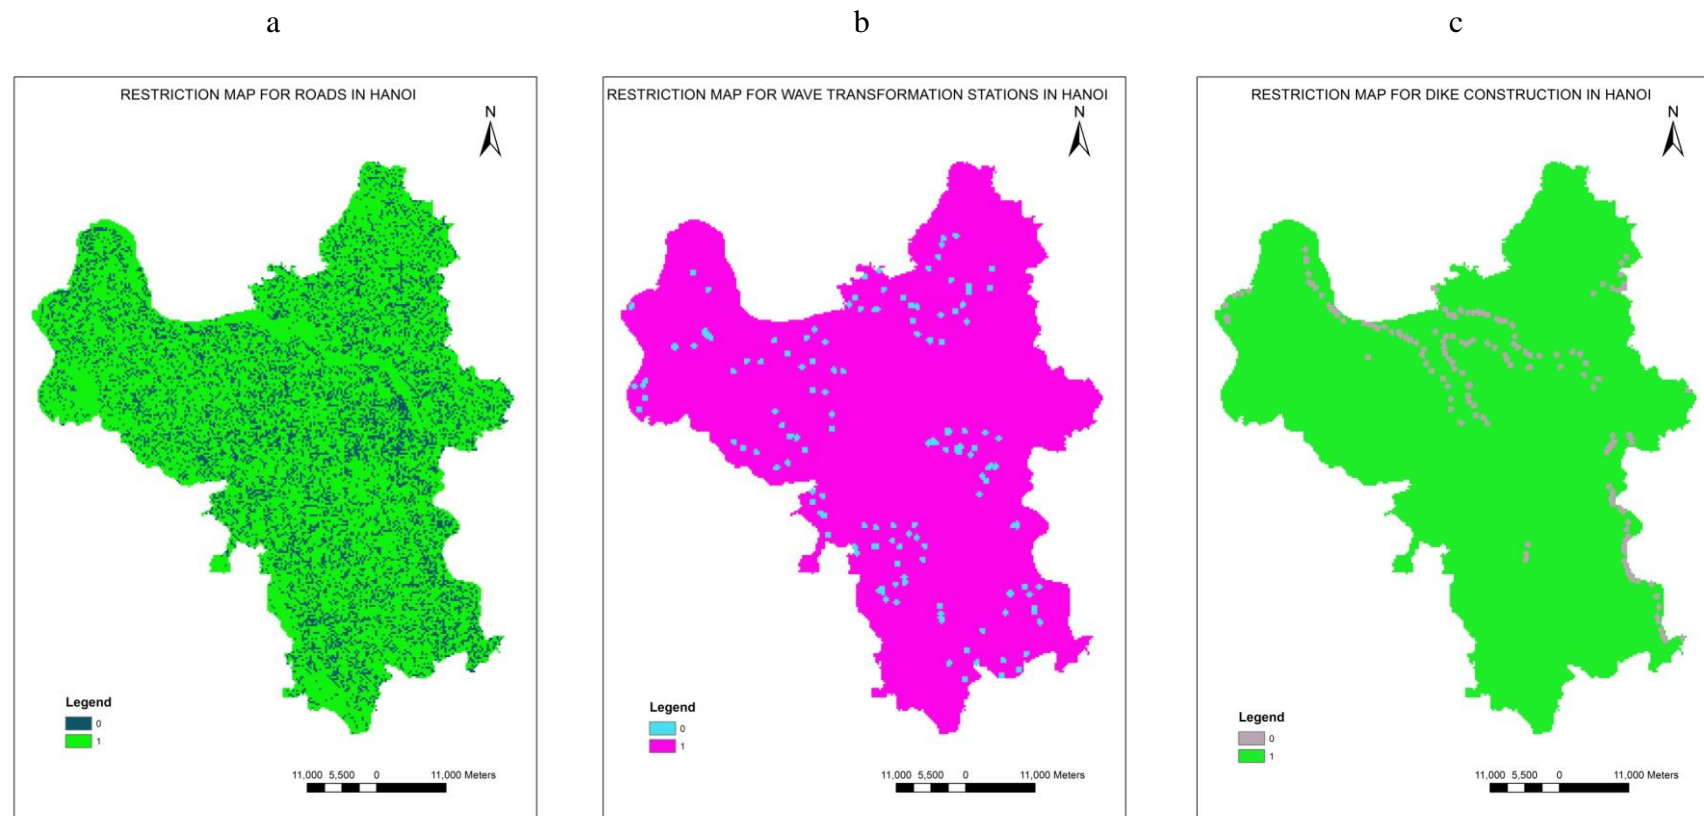 a
b
c
RESTRICTION MAP FOR ROADS IN HANOI
N
Legend
0
1
11,000 5,500 0 11,000 Meters
RESTRICTION MAP FOR WAVE TRANSFORMATION STATIONS IN HANOI
N
Legend
0
1
11,000 5,500 0 11,000 Meters
RESTRICTION MAP FOR DIKE CONSTRUCTION IN HANOI
N
Legend
0
1
11,000 5,500 0 11,000 Meters